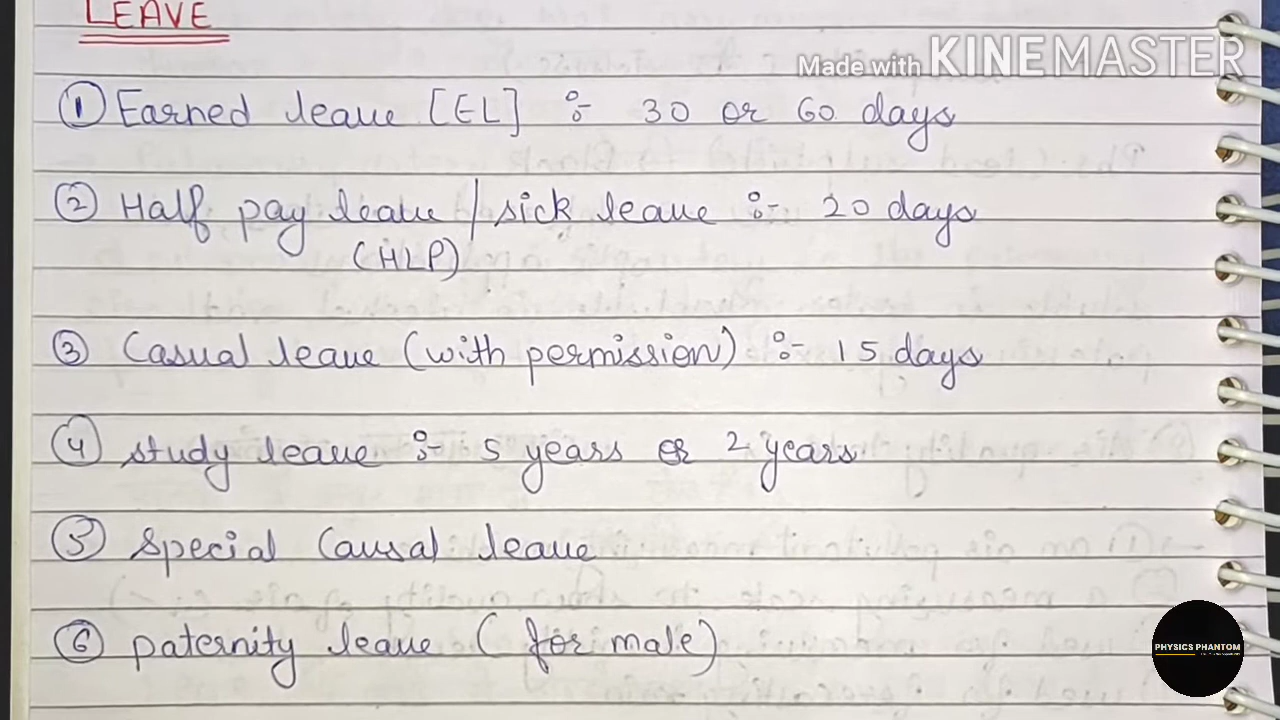 LEAVE
Made with KINEMASTER
① Earned leave [EL] :- 30 or 60 days
② Half pay leave / sick leave :- 20 days
(HLP)
③ Casual leave (with permission) :- 15 days
④ study leave :- 5 years or 2 years
⑤ special Causal leave
⑥ paternity leave ( for male)
PHYSICS PHANTOM